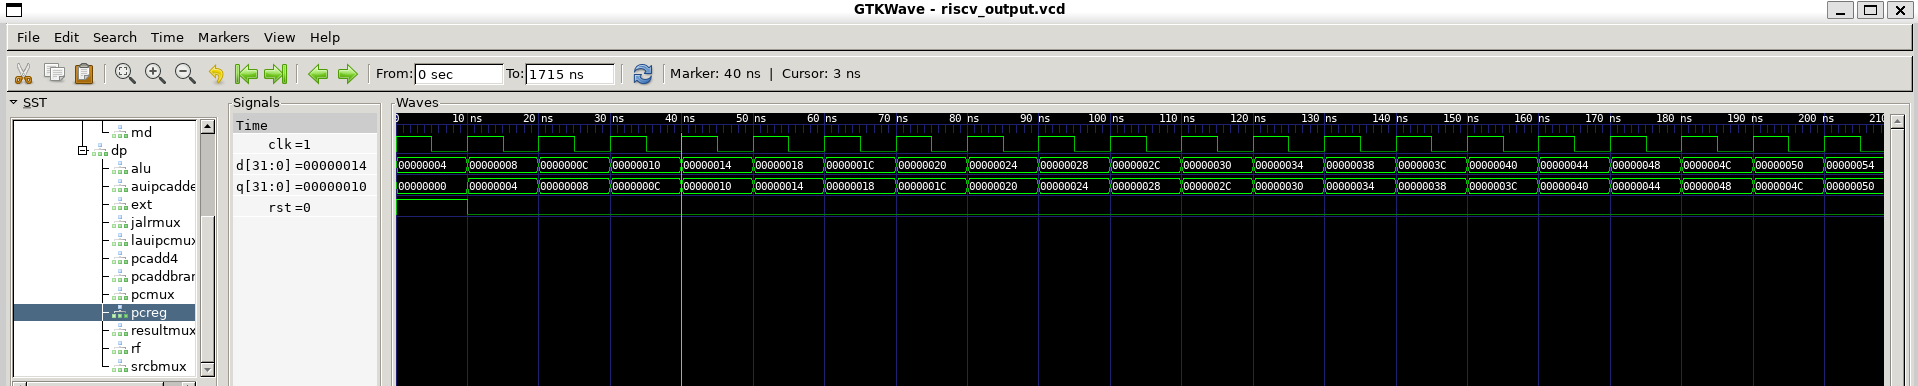 GTKWave - riscv_output.vcd
File Edit Search Time Markers View Help
From: 0 sec To: 1715 ns Marker: 40 ns | Cursor: 3 ns
SST
md
dp
alu
auipcadde
ext
jalrmux
lauipcmux
pcadd4
pcaddbrar
pcmux
pcreg
resultmux
rf
srcbmux
Signals
Time
clk =1
d[31:0] =00000014
q[31:0] =00000010
rst =0
Waves
0 10 ns 20 ns 30 ns 40 ns 50 ns 60 ns 70 ns 80 ns 90 ns 100 ns 110 ns 120 ns 130 ns 140 ns 150 ns 160 ns 170 ns 180 ns 190 ns 200 ns 210
00000004 00000008 0000000C 00000010 00000014 00000018 0000001C 00000020 00000024 00000028 0000002C 00000030 00000034 00000038 0000003C 00000040 00000044 00000048 0000004C 00000050 00000054
00000000 00000004 00000008 0000000C 00000010 00000014 00000018 0000001C 00000020 00000024 00000028 0000002C 00000030 00000034 00000038 0000003C 00000040 00000044 00000048 0000004C 00000050